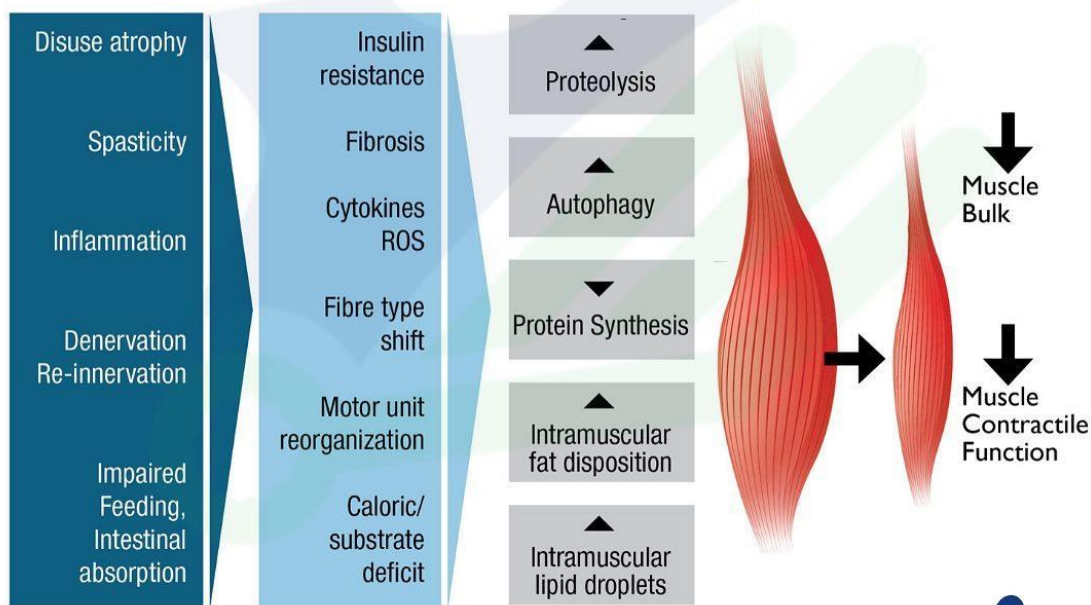 Disuse atrophy
Spasticity
Inflammation
Denervation
Re-innervation
Impaired
Feeding,
Intestinal
absorption
Insulin
resistance
Fibrosis
Cytokines
ROS
Fibre type
shift
Motor unit
reorganization
Caloric/
substrate
deficit
Proteolysis
Autophagy
Protein Synthesis
Intramuscular
fat disposition
Intramuscular
lipid droplets
Muscle
Bulk
Muscle
Contractile
Function